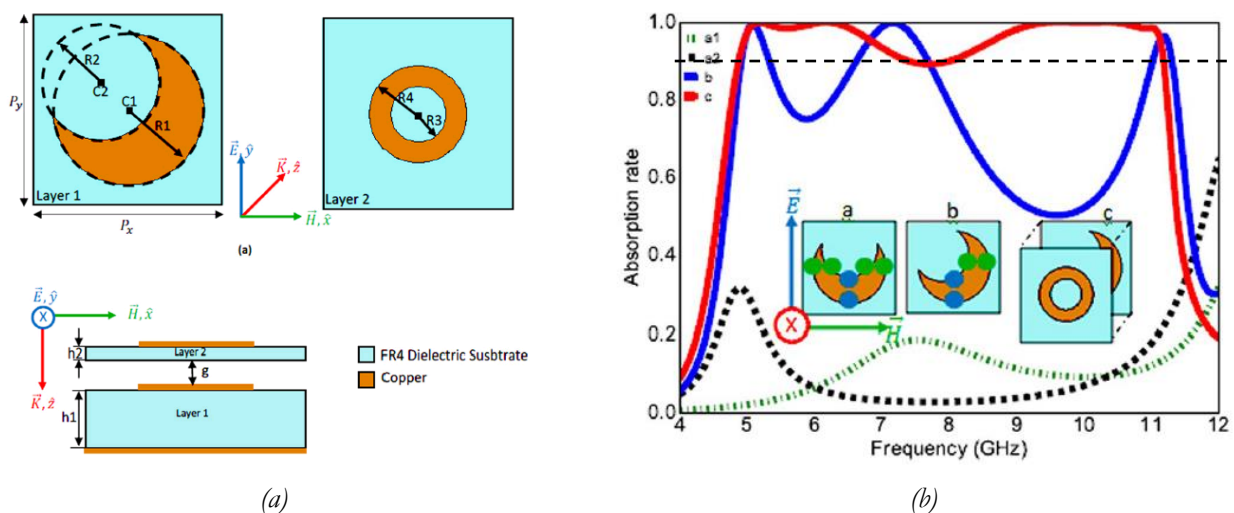 R2
C2
C1
R1
P_y
Layer 1
P_x
E⃗, ŷ
K⃗, ẑ
H⃗, x̂
R4
R3
Layer 2
(a)
E⃗, ŷ
X
H⃗, x̂
K⃗, ẑ
h2
Layer 2
g
h1
Layer 1
FR4 Dielectric Susbtrate
Copper
(a)
Absorption rate
1.0
0.8
0.6
0.4
0.2
0.0
a1
a2
b
c
E⃗
a
b
c
X
H⃗
4 5 6 7 8 9 10 11 12
Frequency (GHz)
(b)